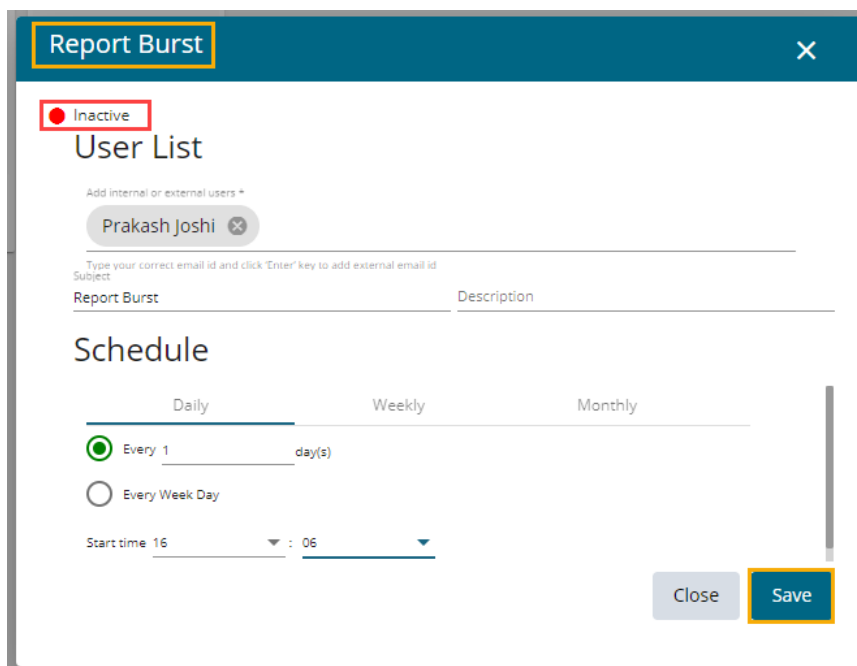 Report Burst
Inactive
User List
Add internal or external users *
Prakash Joshi
Type your correct email id and click 'Enter' key to add external email id
Subject
Report Burst Description
Schedule
Daily Weekly Monthly
Every 1 day(s)
Every Week Day
Start time 16 : 06
Close Save